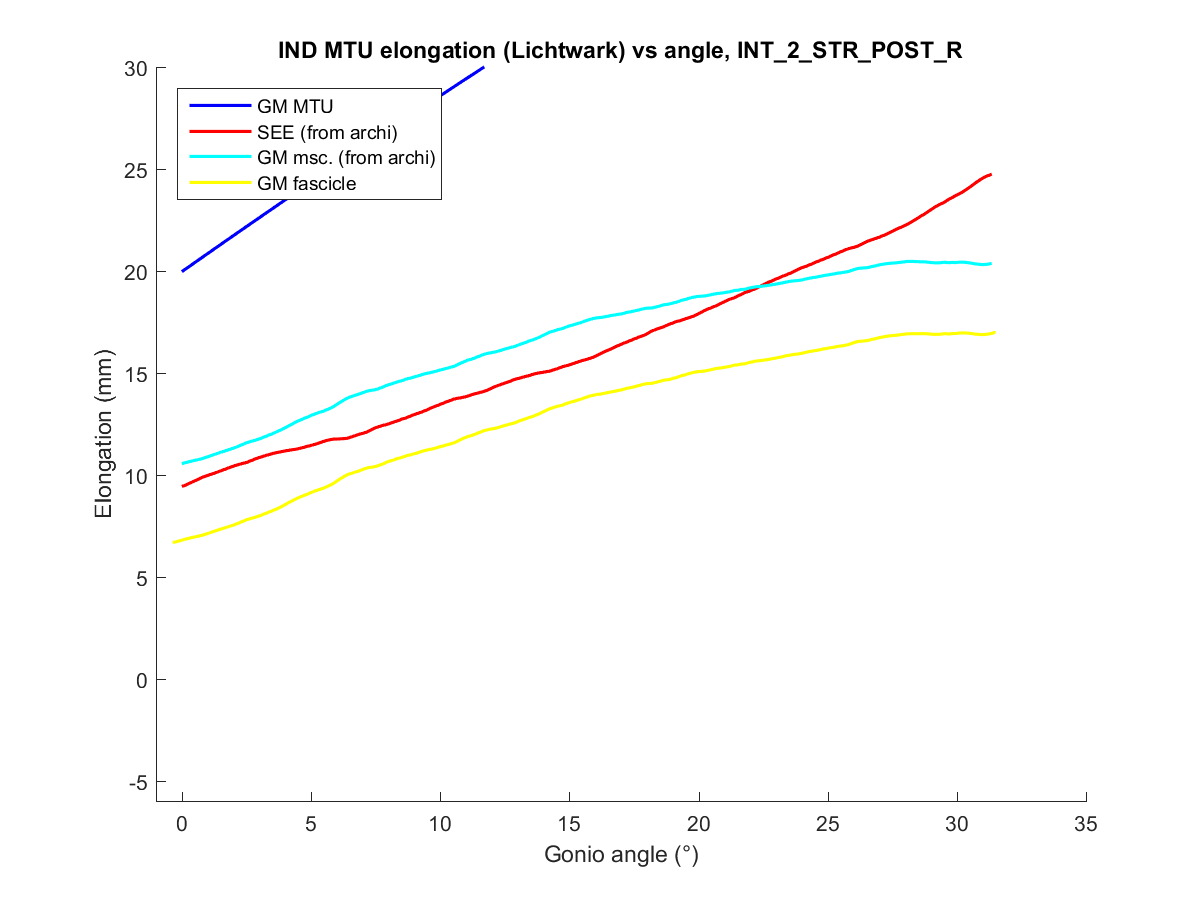 IND MTU elongation (Lichtwark) vs angle, INT_2_STR_POST_R
30
25
20
15
10
5
0
-5
Elongation (mm)
GM MTU
SEE (from archi)
GM msc. (from archi)
GM fascicle
0 5 10 15 20 25 30 35
Gonio angle (°)